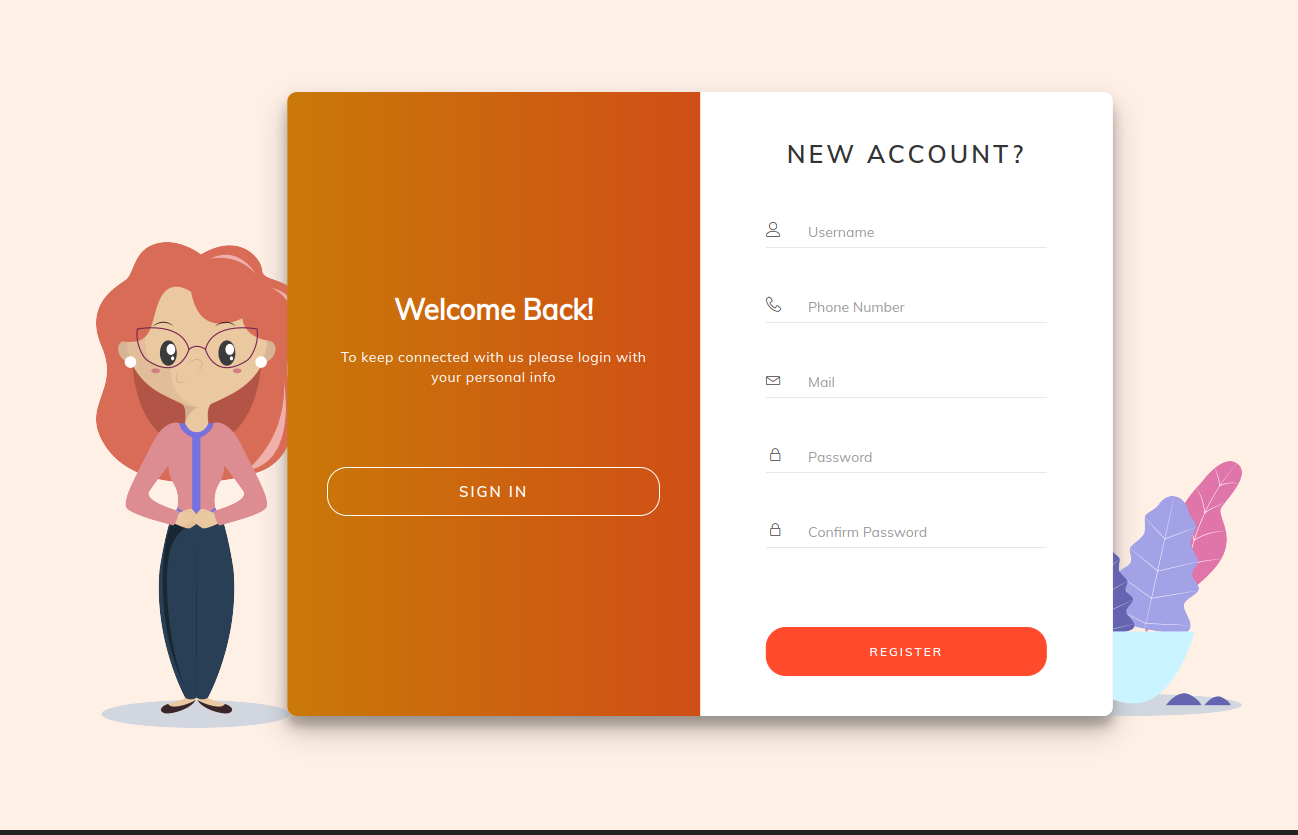 Welcome Back!
To keep connected with us please login with
your personal info
SIGN IN
NEW ACCOUNT?
Username
Phone Number
Mail
Password
Confirm Password
REGISTER